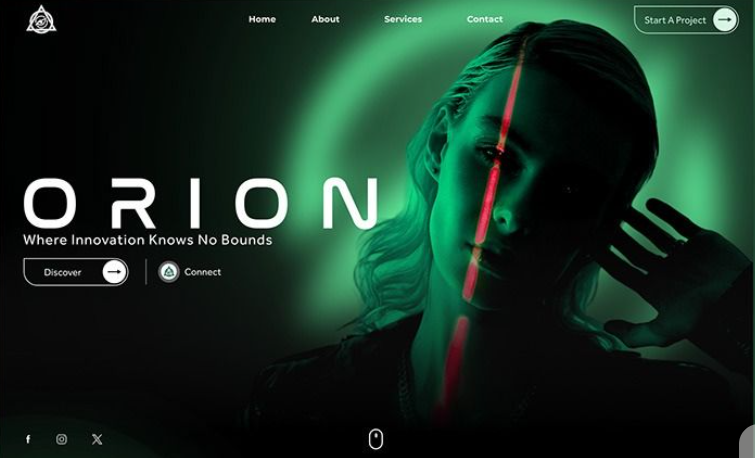 Home About Services Contact Start A Project
ORION
Where Innovation Knows No Bounds
Discover Connect